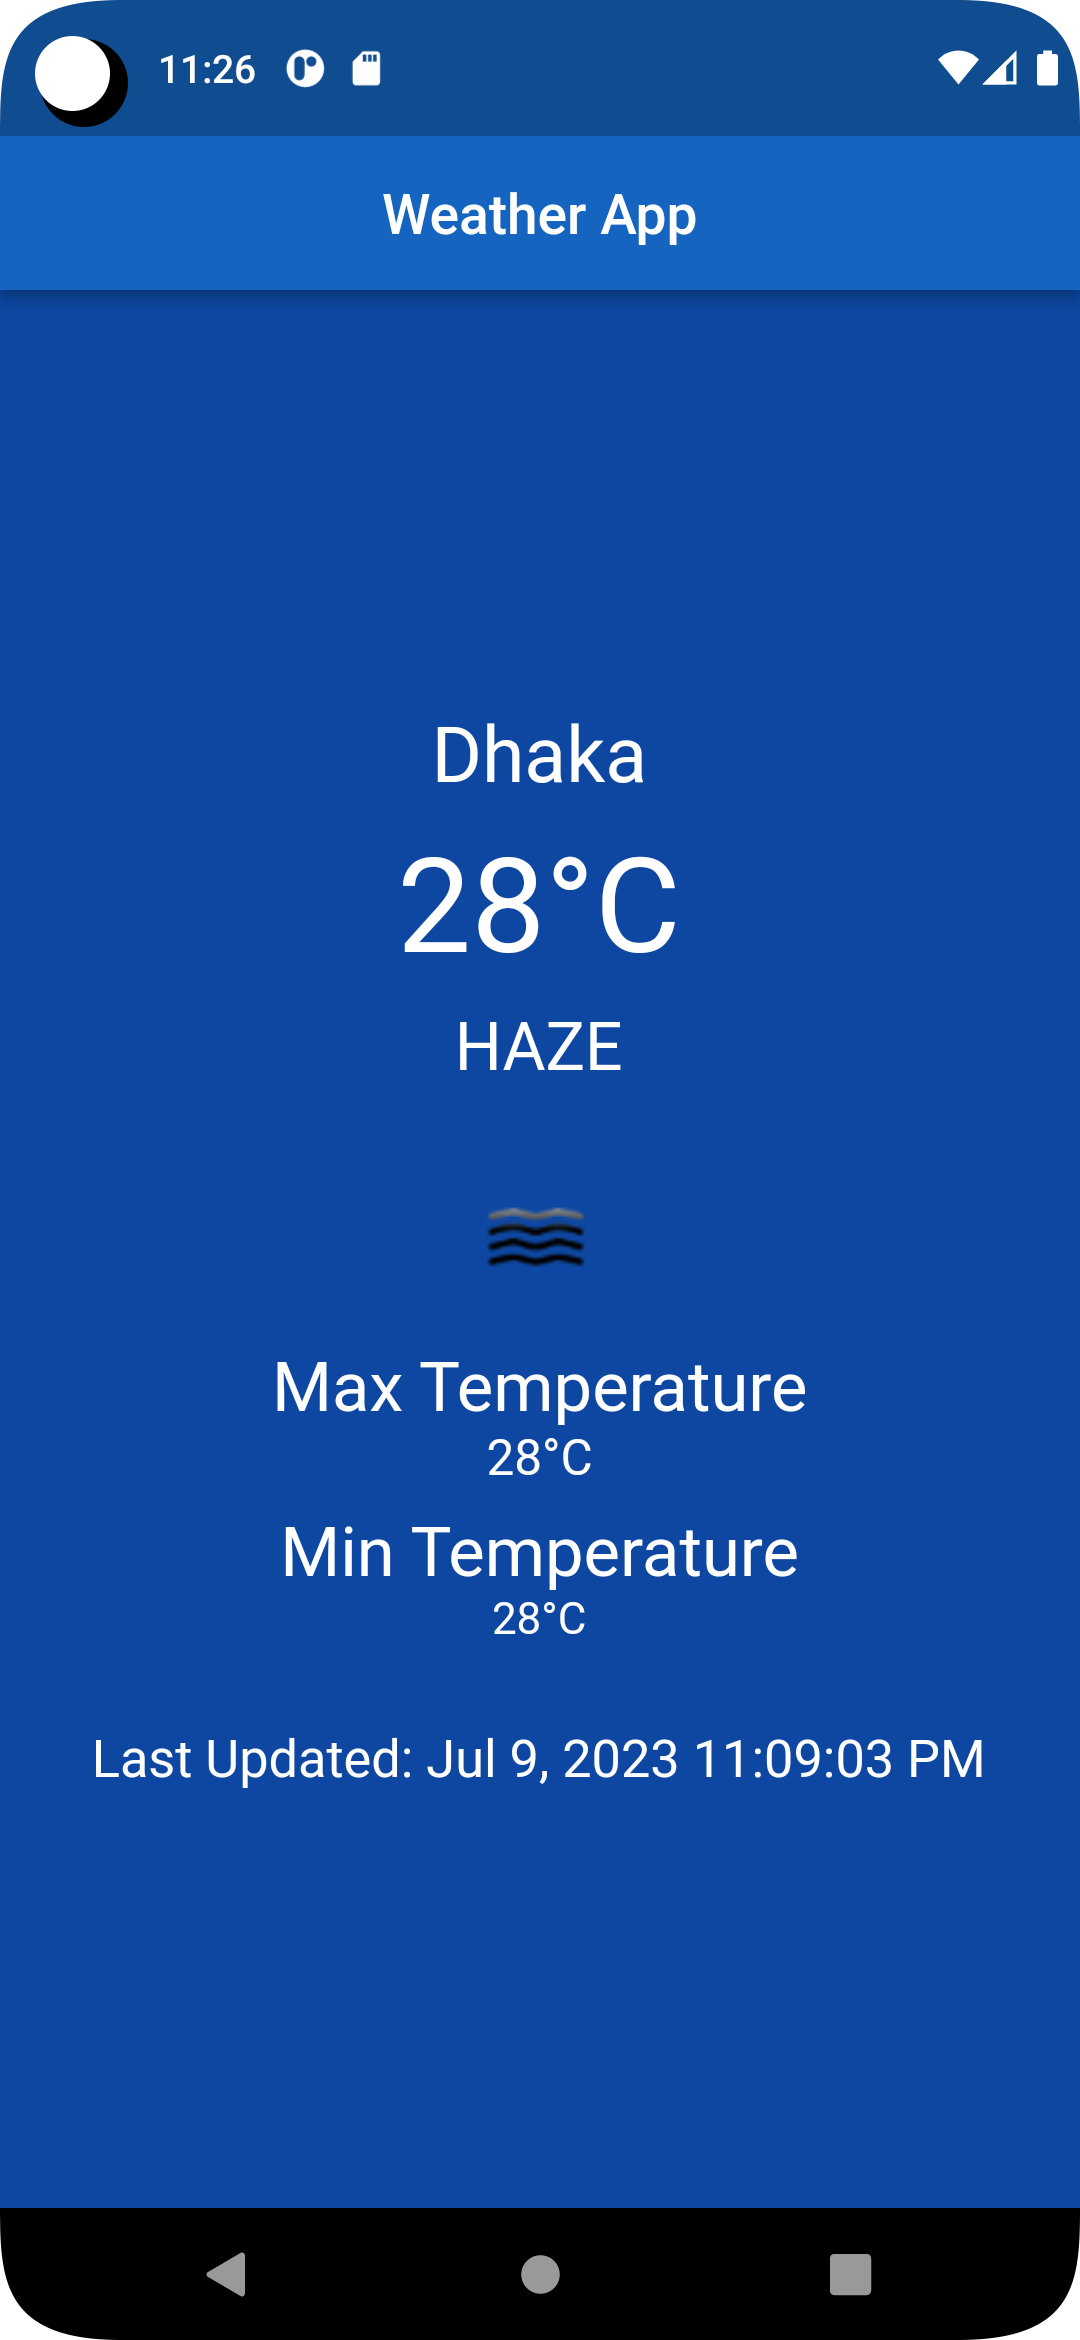 11:26
Weather App
Dhaka
28°C
HAZE
Max Temperature
28°C
Min Temperature
28°C
Last Updated: Jul 9, 2023 11:09:03 PM